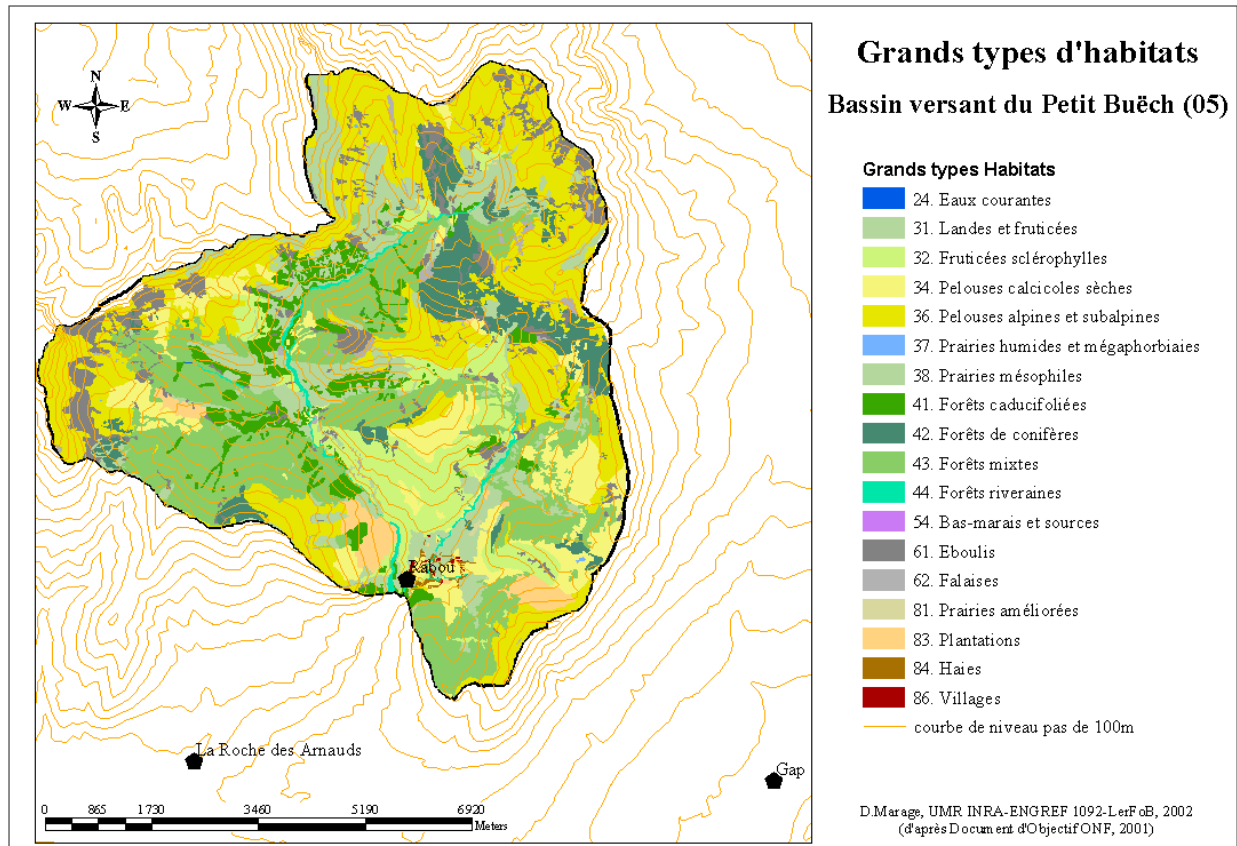 Grands types d'habitats
Bassin versant du Petit Buëch (05)
N
W E
S
Grands types Habitats
24. Eaux courantes
31. Landes et fruticées
32. Fruticées sclérophylles
34. Pelouses calcicoles sèches
36. Pelouses alpines et subalpines
37. Prairies humides et mégaphorbiaies
38. Prairies mésophiles
41. Forêts caducifoliées
42. Forêts de conifères
43. Forêts mixtes
44. Forêts riveraines
54. Bas-marais et sources
61. Eboulis
62. Falaises
81. Prairies améliorées
83. Plantations
84. Haies
86. Villages
courbe de niveau pas de 100m
Rabou
La Roche des Arnauds
Gap
0 865 1730 3460 5190 6920
Meters
D.Marage, UMR INRA-ENGREF 1092-LerFoB, 2002
(d'après Document d'Objectif ONF, 2001)